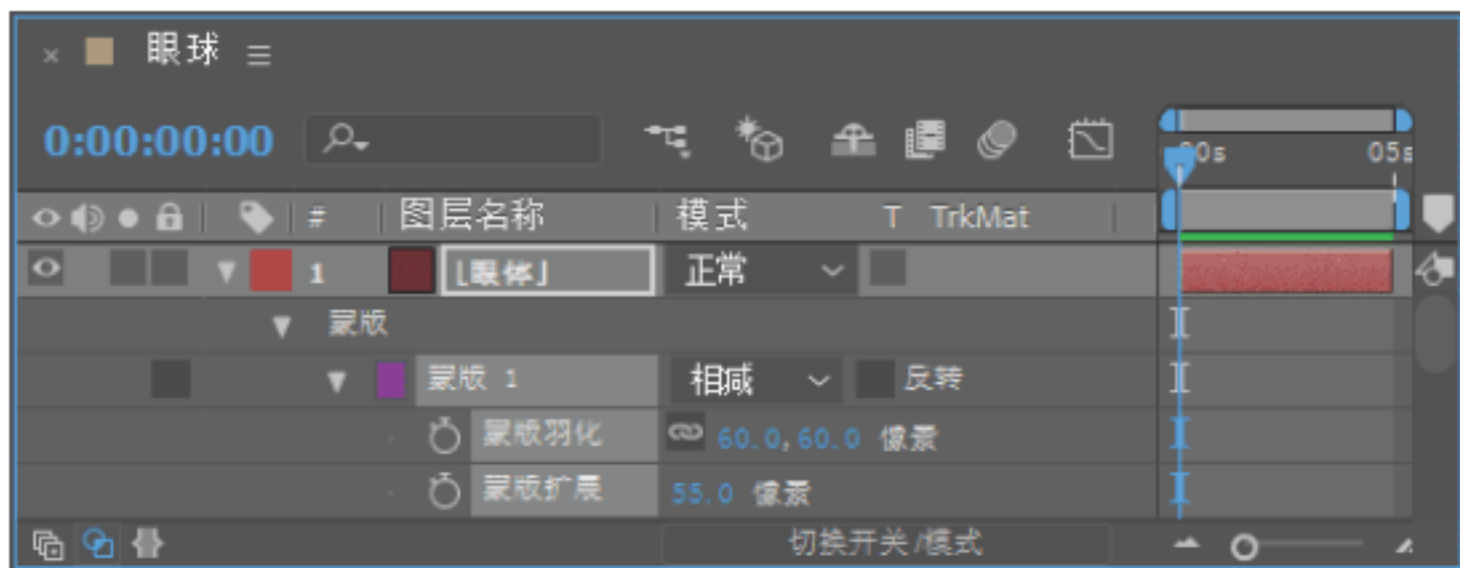 眼球
0:00:00:00
00s 05s
# 图层名称 模式 T TrkMat
1 [眼体] 正常
蒙版
蒙版 1 相减 反转
蒙版羽化 60.0,60.0 像素
蒙版扩展 55.0 像素
切换开关/模式